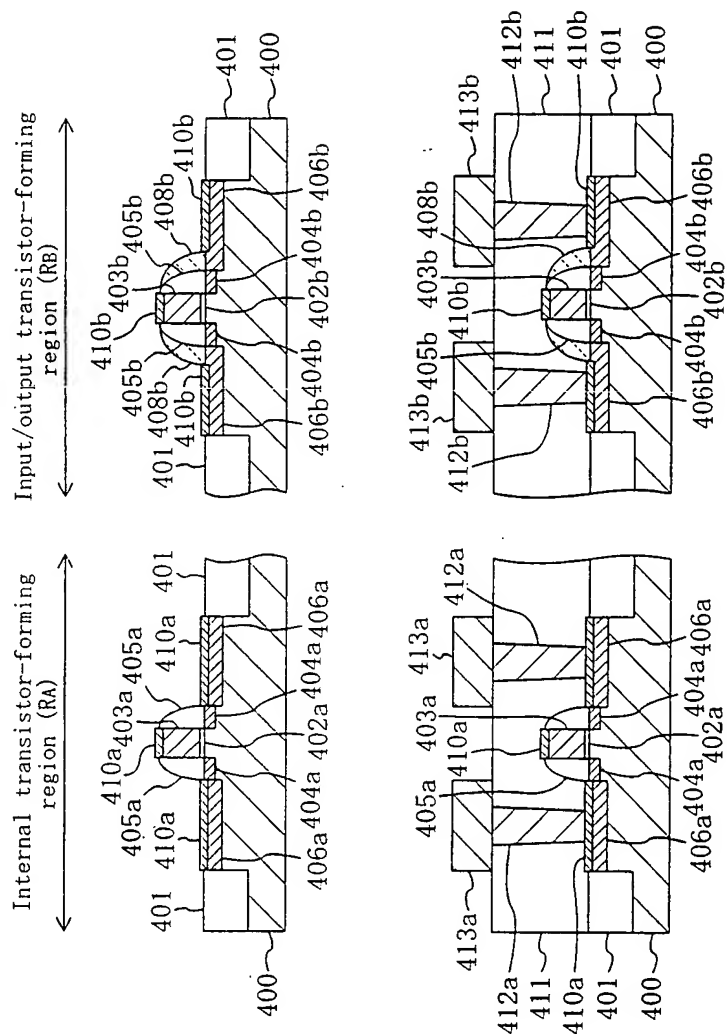 Internal transistor-forming
region (RA)
Input/output transistor-forming
region (RB)
401
405a
410a
410a
403a
405a
410a
401
400
406a
404a
402a
404a
406a
401
405b
408b
410b
410b
403b
405b
408b
410b
401
400
406b
404b
402b
404b
406b
413a
412a
411
410a
401
400
405a
410a
403a
413a
412a
406a
404a
402a
404a
406a
413b
412b
405b
410b
403b
408b
413b
412b
411
410b
401
400
406b
404b
402b
404b
406b